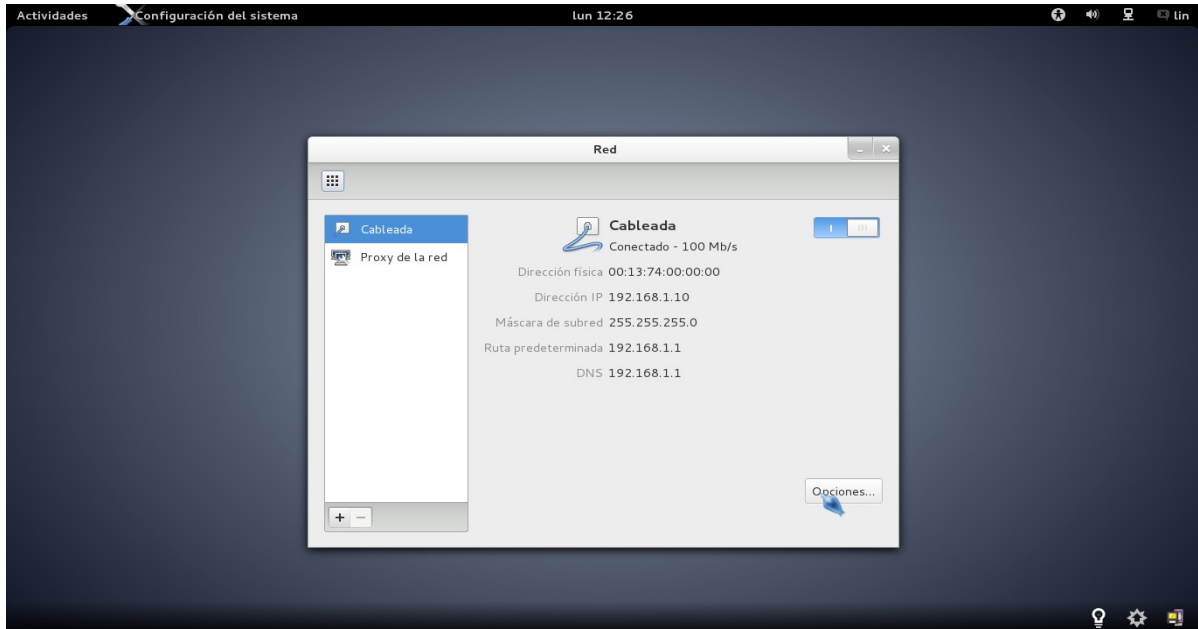 Actividades Configuración del sistema lun 12:26 lin
Red
Cableada
Proxy de la red
Cableada
Conectado - 100 Mb/s
Dirección física 00:13:74:00:00:00
Dirección IP 192.168.1.10
Máscara de subred 255.255.255.0
Ruta predeterminada 192.168.1.1
DNS 192.168.1.1
Opciones...